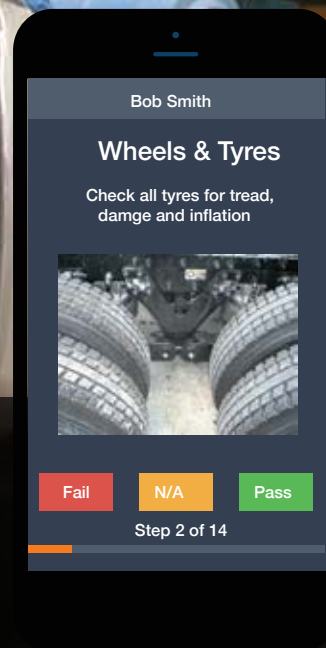 Bob Smith
Wheels & Tyres
Check all tyres for tread,
damge and inflation
Fail
N/A
Pass
Step 2 of 14